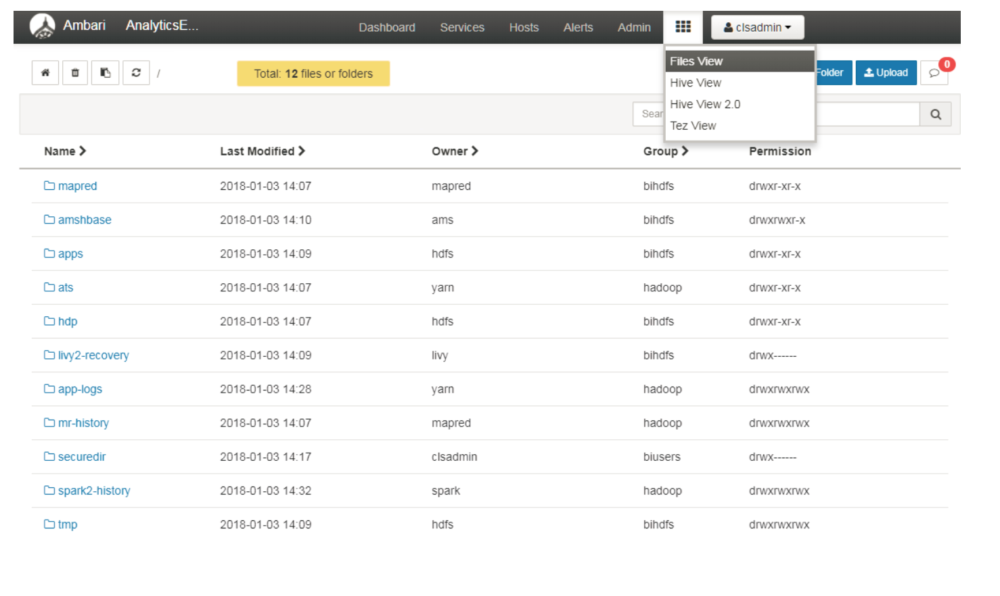 Ambari AnalyticsE... Dashboard Services Hosts Alerts Admin clsadmin
/ Total: 12 files or folders Files View Folder Upload 0
Hive View
Hive View 2.0
Tez View
Name Last Modified Owner Group Permission
mapred 2018-01-03 14:07 mapred bihdfs drwxr-xr-x
amshbase 2018-01-03 14:10 ams bihdfs drwxrwxr-x
apps 2018-01-03 14:09 hdfs bihdfs drwxr-xr-x
ats 2018-01-03 14:07 yarn hadoop drwxr-xr-x
hdp 2018-01-03 14:07 hdfs bihdfs drwxr-xr-x
livy2-recovery 2018-01-03 14:09 livy bihdfs drwx------
app-logs 2018-01-03 14:28 yarn hadoop drwxrwxrwx
mr-history 2018-01-03 14:07 mapred hadoop drwxrwxrwx
securedir 2018-01-03 14:17 clsadmin biusers drwx------
spark2-history 2018-01-03 14:32 spark hadoop drwxrwxrwx
tmp 2018-01-03 14:09 hdfs bihdfs drwxrwxrwx